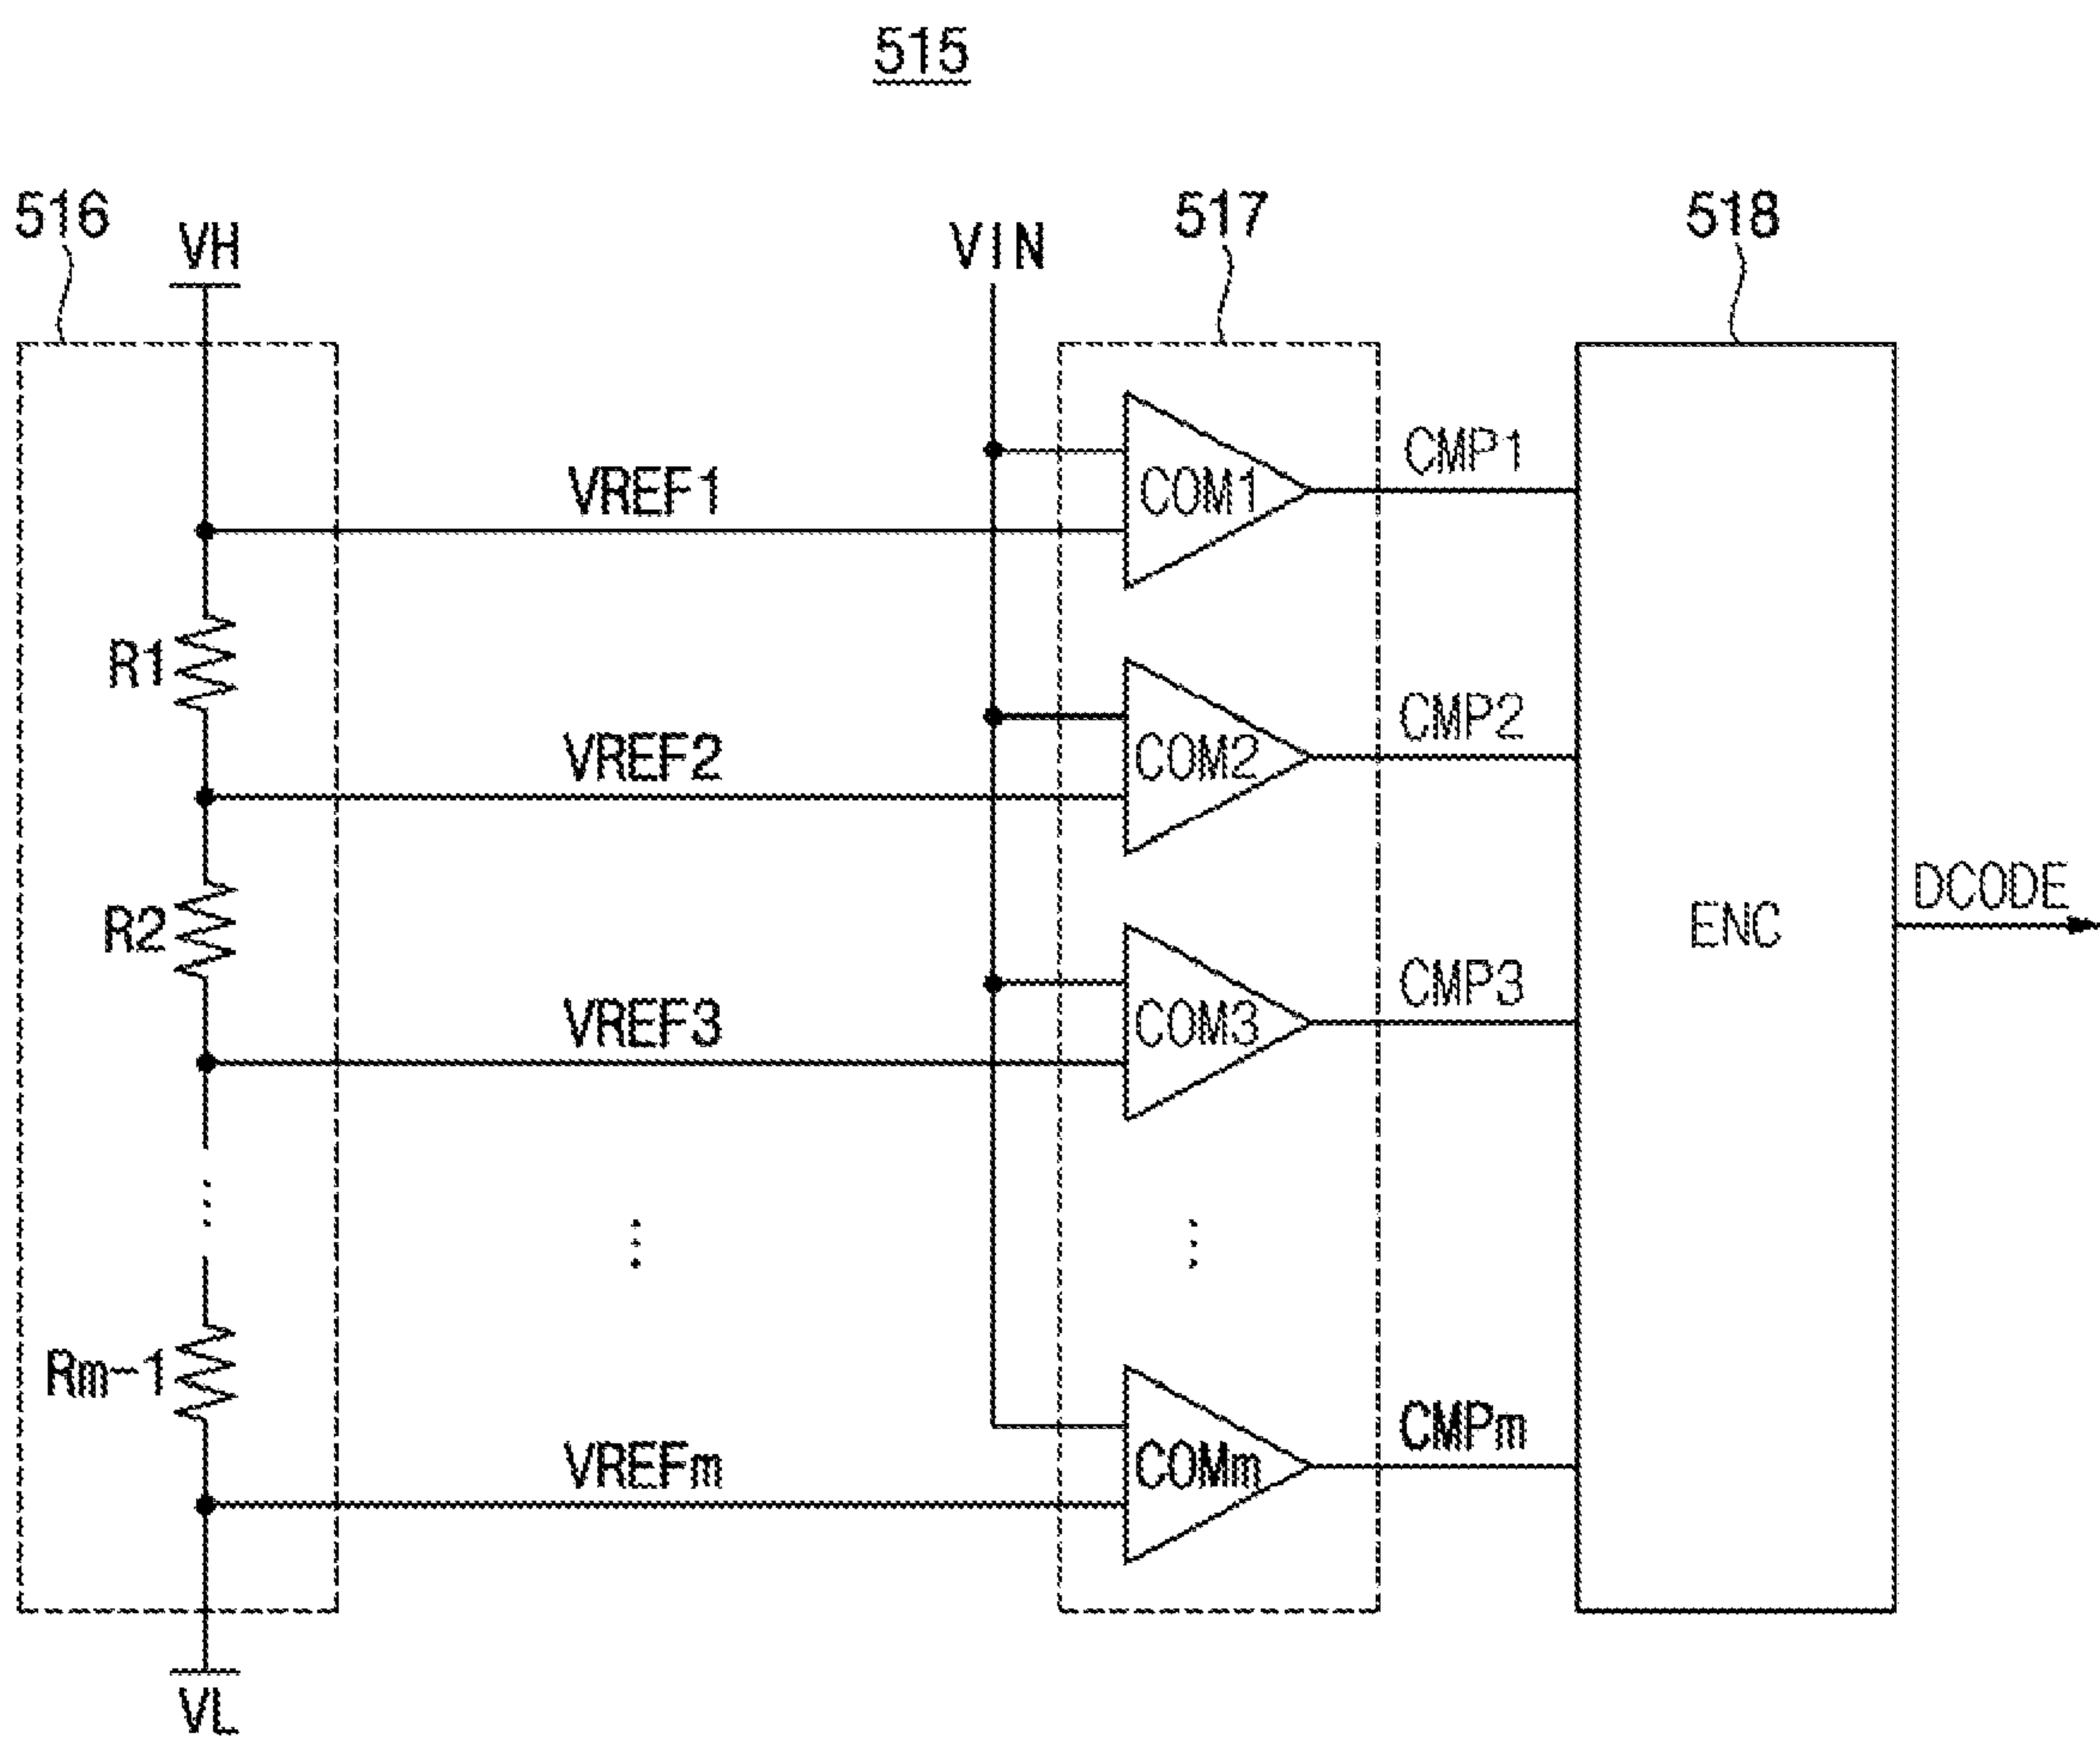 515
516
VH
VIN
517
518
VREF1
COM1
CMP1
R1
VREF2
COM2
CMP2
R2
VREF3
COM3
CMP3
ENC
DCODE
Rm-1
VREFm
COMm
CMPm
VL